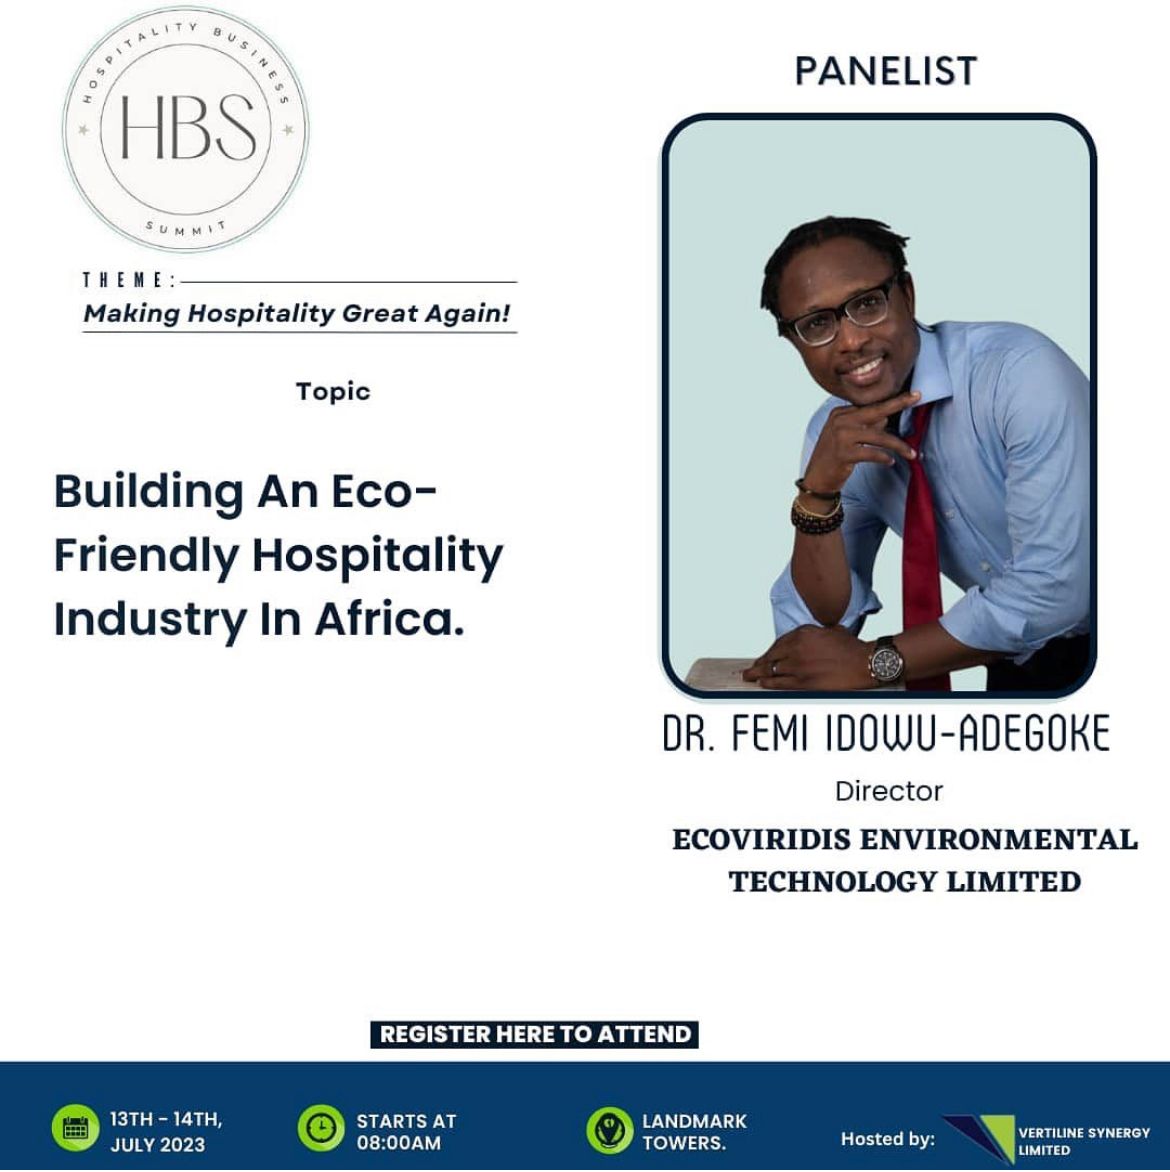 HOSPITALITY BUSINESS
HBS
SUMMIT
THEME:
Making Hospitality Great Again!
Topic
Building An Eco-
Friendly Hospitality
Industry In Africa.
PANELIST
DR. FEMI IDOWU-ADEGOKE
Director
ECOVIRIDIS ENVIRONMENTAL
TECHNOLOGY LIMITED
REGISTER HERE TO ATTEND
13TH - 14TH,
JULY 2023
STARTS AT
08:00AM
LANDMARK
TOWERS.
Hosted by:
VERTILINE SYNERGY
LIMITED